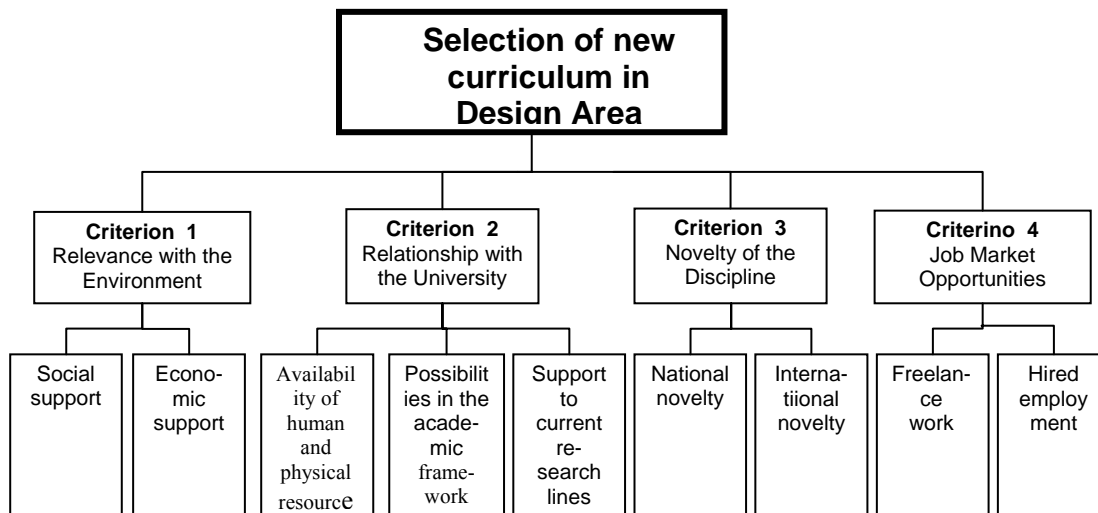 Selection of new
curriculum in
Design Area
Criterion 1
Relevance with the
Environment
Criterion 2
Relationship with
the University
Criterion 3
Novelty of the
Discipline
Criterino 4
Job Market
Opportunities
Social
support
Econo-
mic
support
Availabil
ity of
human
and
physical
resource
Possibilit
ies in the
acade-
mic
frame-
work
Support
to
current
re-
search
lines
National
novelty
Interna-
tiional
novelty
Freelan-
ce
work
Hired
employ
ment